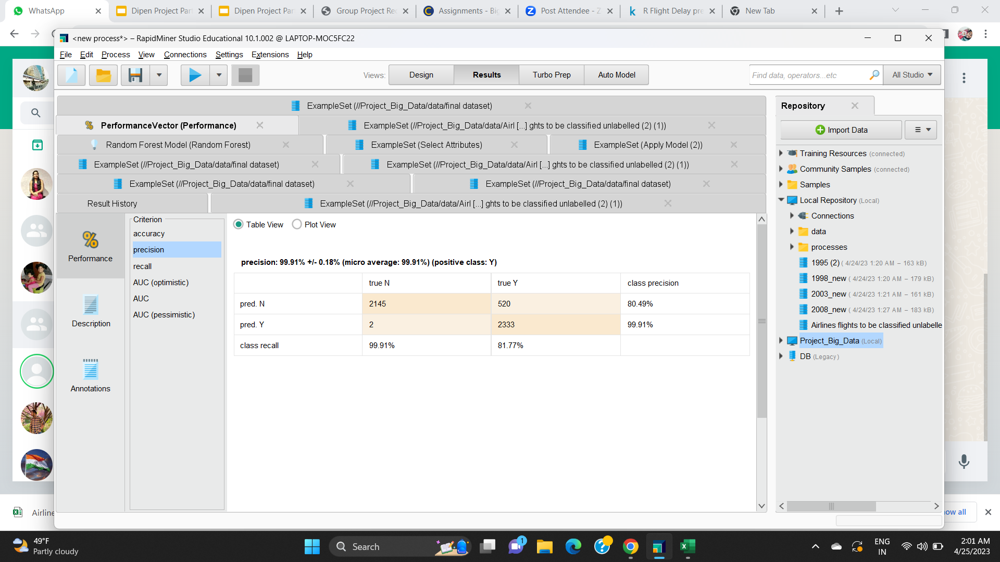 WhatsApp
Dipen Project Par
Dipen Project Par
Group Project Re
Assignments - Big
Post Attendee - Z
R Flight Delay pre
New Tab
<new process*> – RapidMiner Studio Educational 10.1.002 @ LAPTOP-MOC5FC22
File Edit Process View Connections Settings Extensions Help
Views: Design Results Turbo Prep Auto Model
Find data, operators...etc
All Studio
ExampleSet (//Project_Big_Data/data/final dataset)
PerformanceVector (Performance)
ExampleSet (//Project_Big_Data/data/Airl [...] ghts to be classified unlabelled (2) (1))
Random Forest Model (Random Forest)
ExampleSet (Select Attributes)
ExampleSet (Apply Model (2))
ExampleSet (//Project_Big_Data/data/final dataset)
ExampleSet (//Project_Big_Data/data/Airl [...] ghts to be classified unlabelled (2) (1))
ExampleSet (//Project_Big_Data/data/final dataset)
ExampleSet (//Project_Big_Data/data/final dataset)
Result History
ExampleSet (//Project_Big_Data/data/Airl [...] ghts to be classified unlabelled (2) (1))
Performance
Description
Annotations
Criterion
accuracy
precision
recall
AUC (optimistic)
AUC
AUC (pessimistic)
Table View Plot View
precision: 99.91% +/- 0.18% (micro average: 99.91%) (positive class: Y)
true N true Y class precision
pred. N 2145 520 80.49%
pred. Y 2 2333 99.91%
class recall 99.91% 81.77%
Repository
Import Data
Training Resources (connected)
Community Samples (connected)
Samples
Local Repository (Local)
Connections
data
processes
1995 (2) ( 4/24/23 1:20 AM – 163 kB)
1998_new ( 4/24/23 1:20 AM – 179 kB)
2003_new ( 4/24/23 1:21 AM – 161 kB)
2008_new ( 4/24/23 1:27 AM – 183 kB)
Airlines flights to be classified unlabelle
Project_Big_Data (Local)
DB (Legacy)
Airline
ow all
49°F
Partly cloudy
Search
1
ENG
IN
2:01 AM
4/25/2023